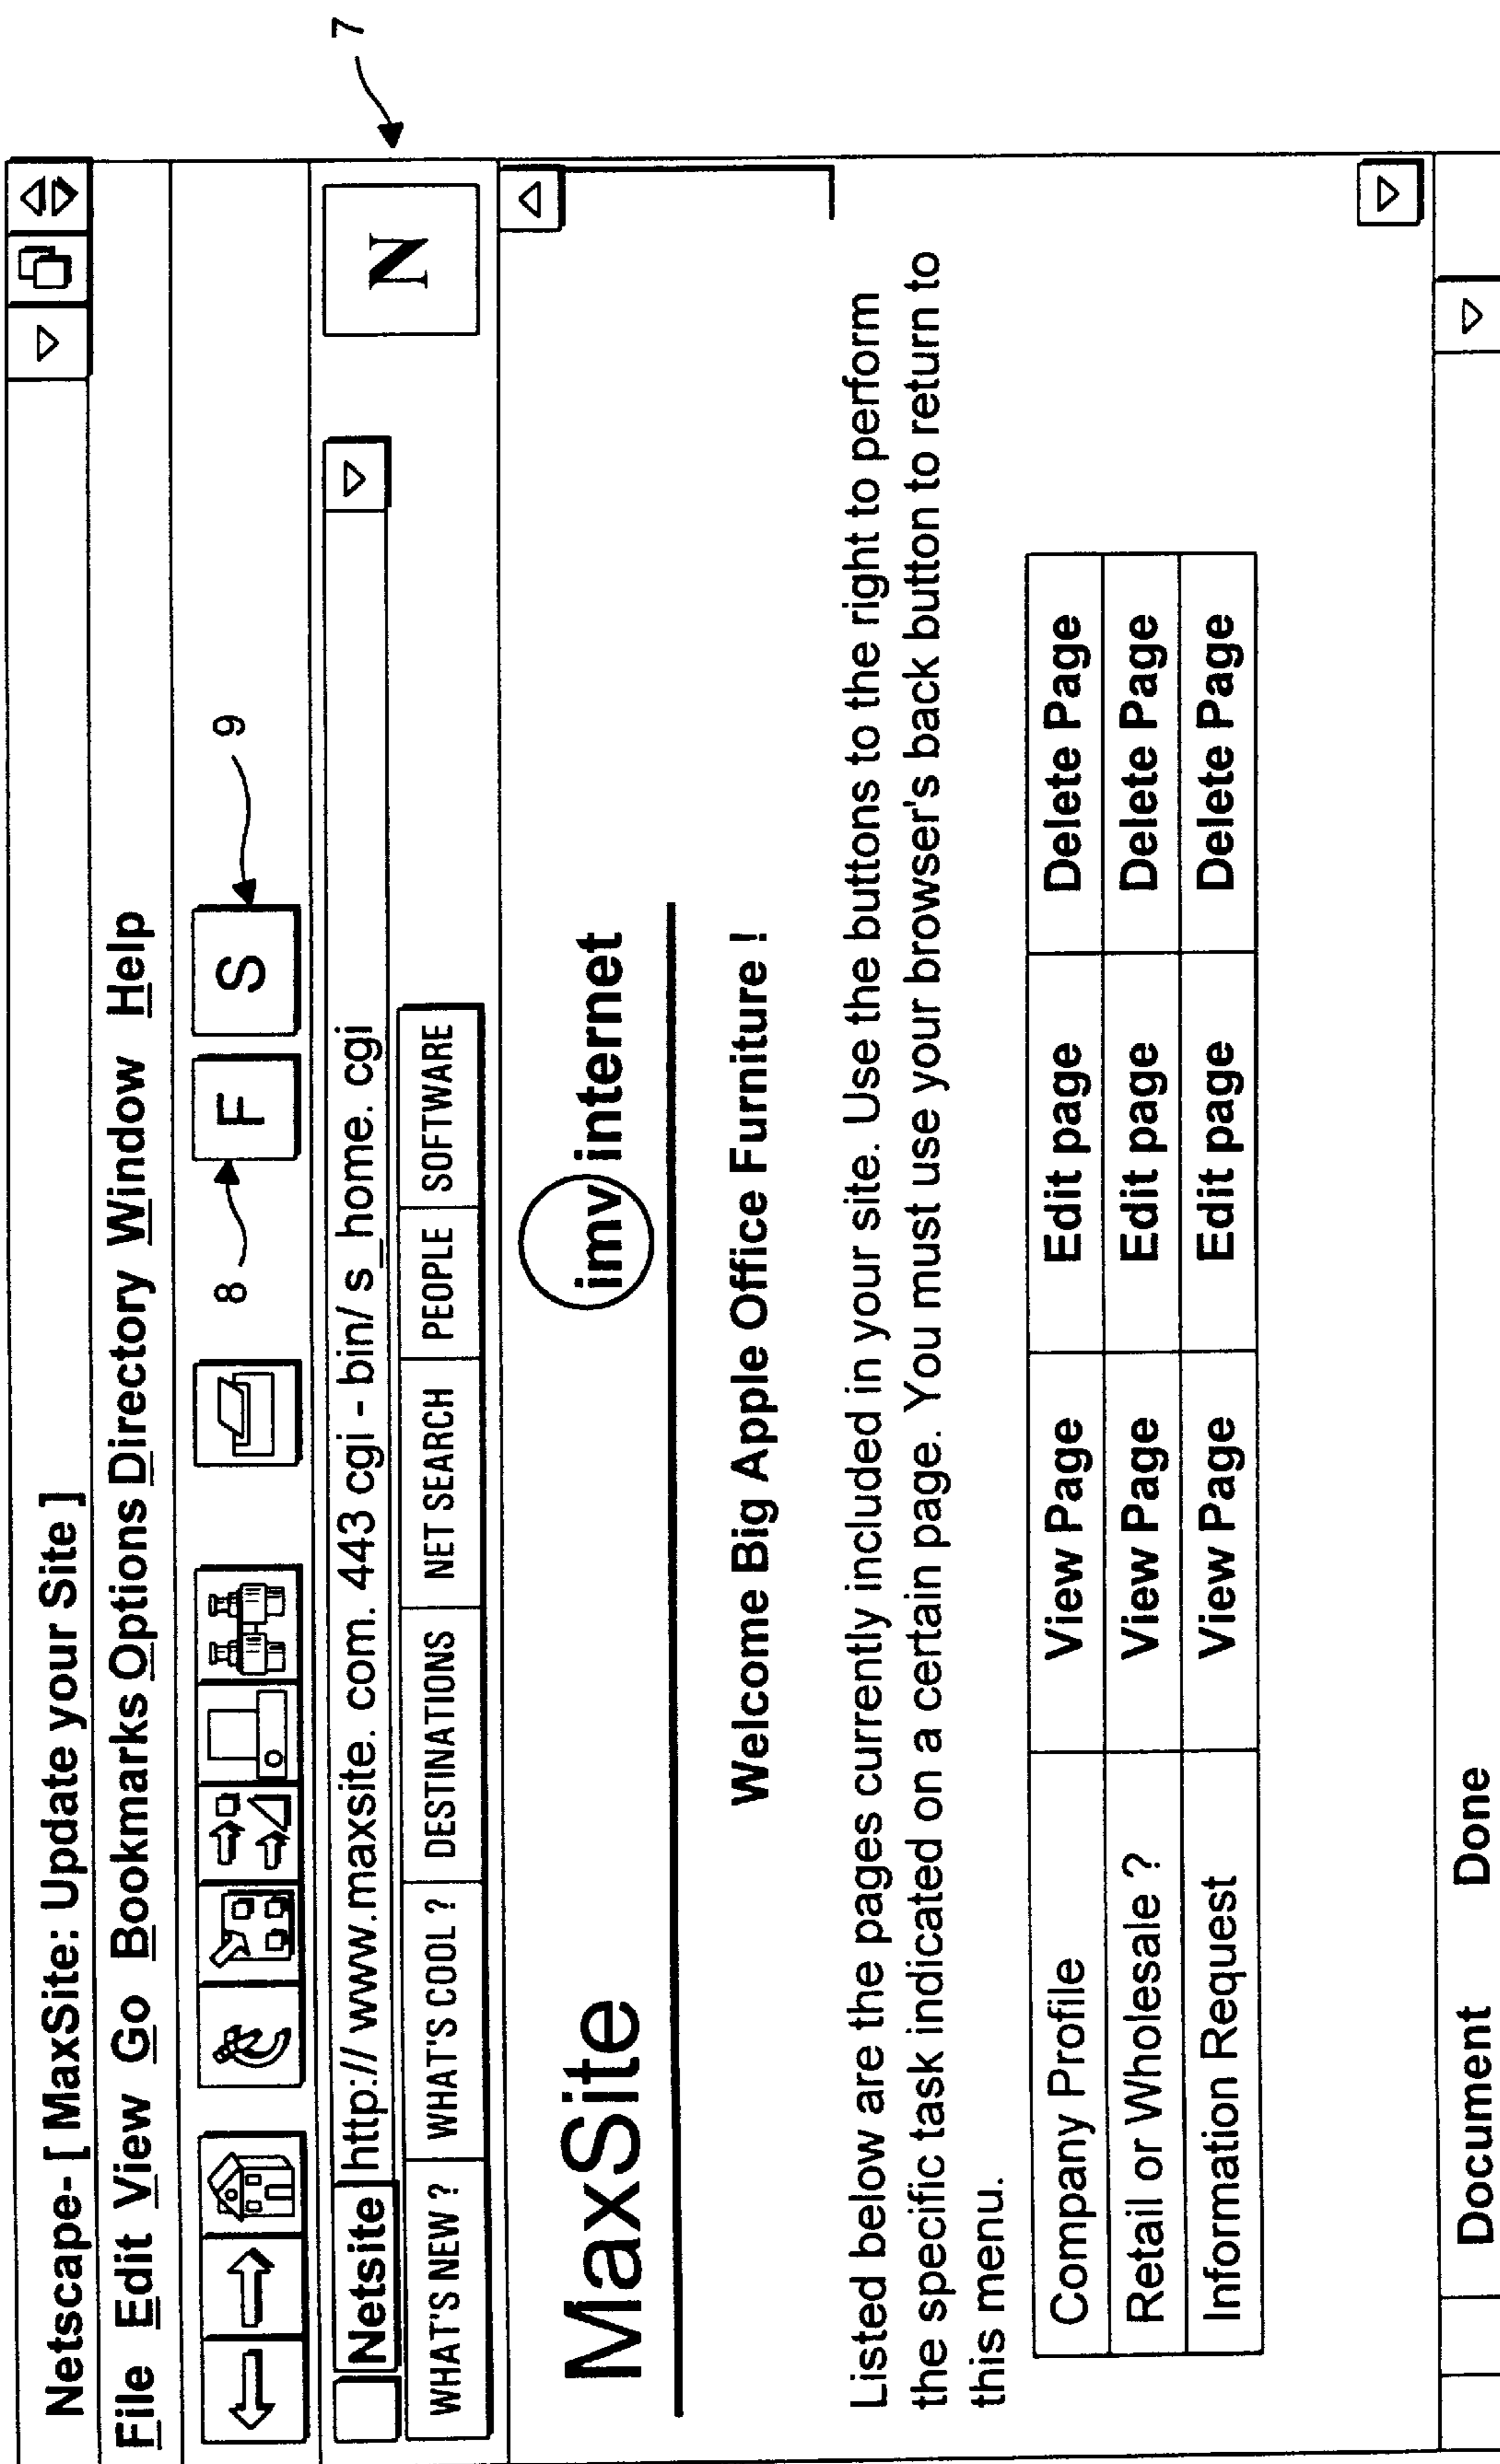 Netscape- [ MaxSite: Update your Site ]
File Edit View Go Bookmarks Options Directory Window Help
8 F S 9
Netsite http:// www.maxsite. com. 443 cgi - bin/ s_home. cgi
N
7
WHAT'S NEW ? WHAT'S COOL ? DESTINATIONS NET SEARCH PEOPLE SOFTWARE
MaxSite imv internet
Welcome Big Apple Office Furniture !
Listed below are the pages currently included in your site. Use the buttons to the right to perform
the specific task indicated on a certain page. You must use your browser's back button to return to
this menu.
Company Profile View Page Edit page Delete Page
Retail or Wholesale ? View Page Edit page Delete Page
Information Request View Page Edit page Delete Page
Document Done